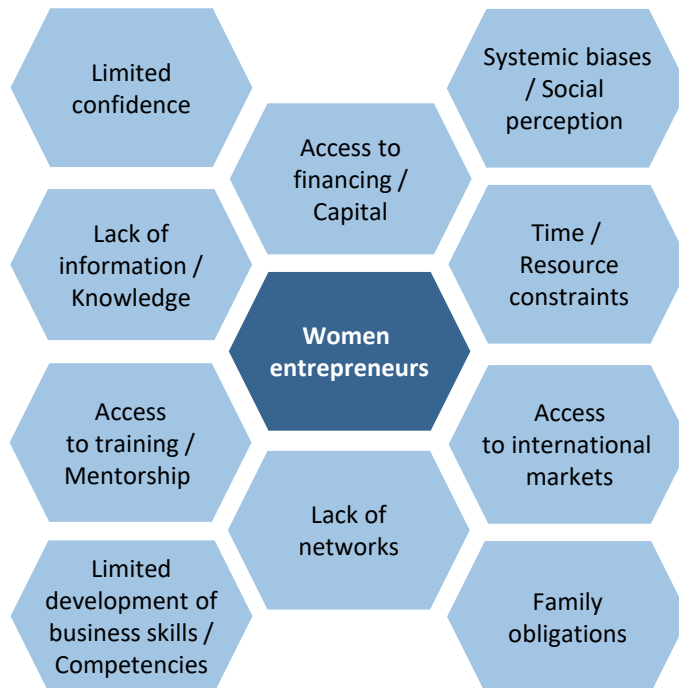 Limited
confidence
Systemic biases
/ Social
perception
Access to
financing /
Capital
Lack of
information /
Knowledge
Time /
Resource
constraints
Women
entrepreneurs
Access
to training /
Mentorship
Access
to international
markets
Lack of
networks
Limited
development of
business skills /
Competencies
Family
obligations